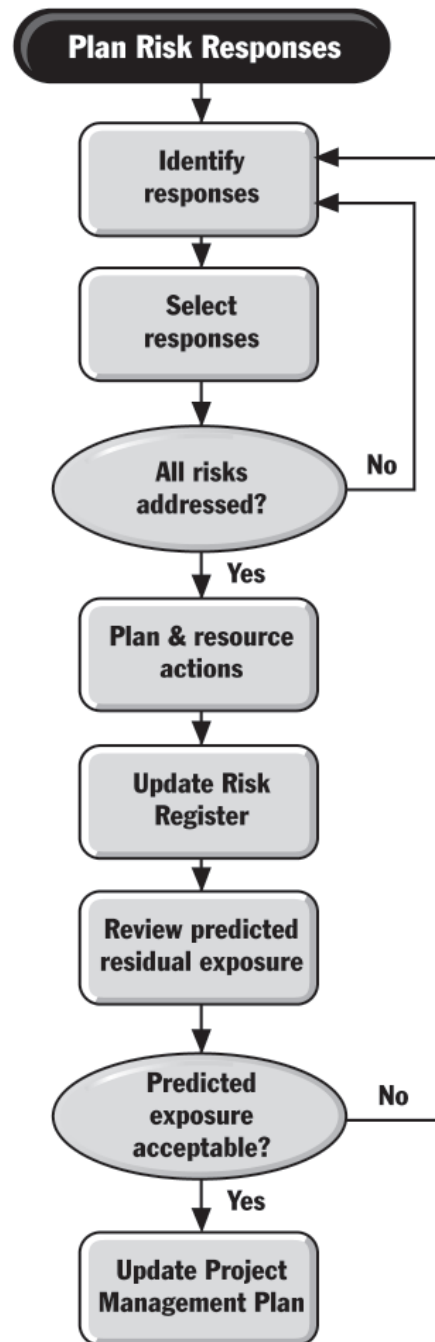 Plan Risk Responses
Identify
responses
Select
responses
All risks
addressed?
No
Yes
Plan & resource
actions
Update Risk
Register
Review predicted
residual exposure
Predicted
exposure
acceptable?
No
Yes
Update Project
Management Plan